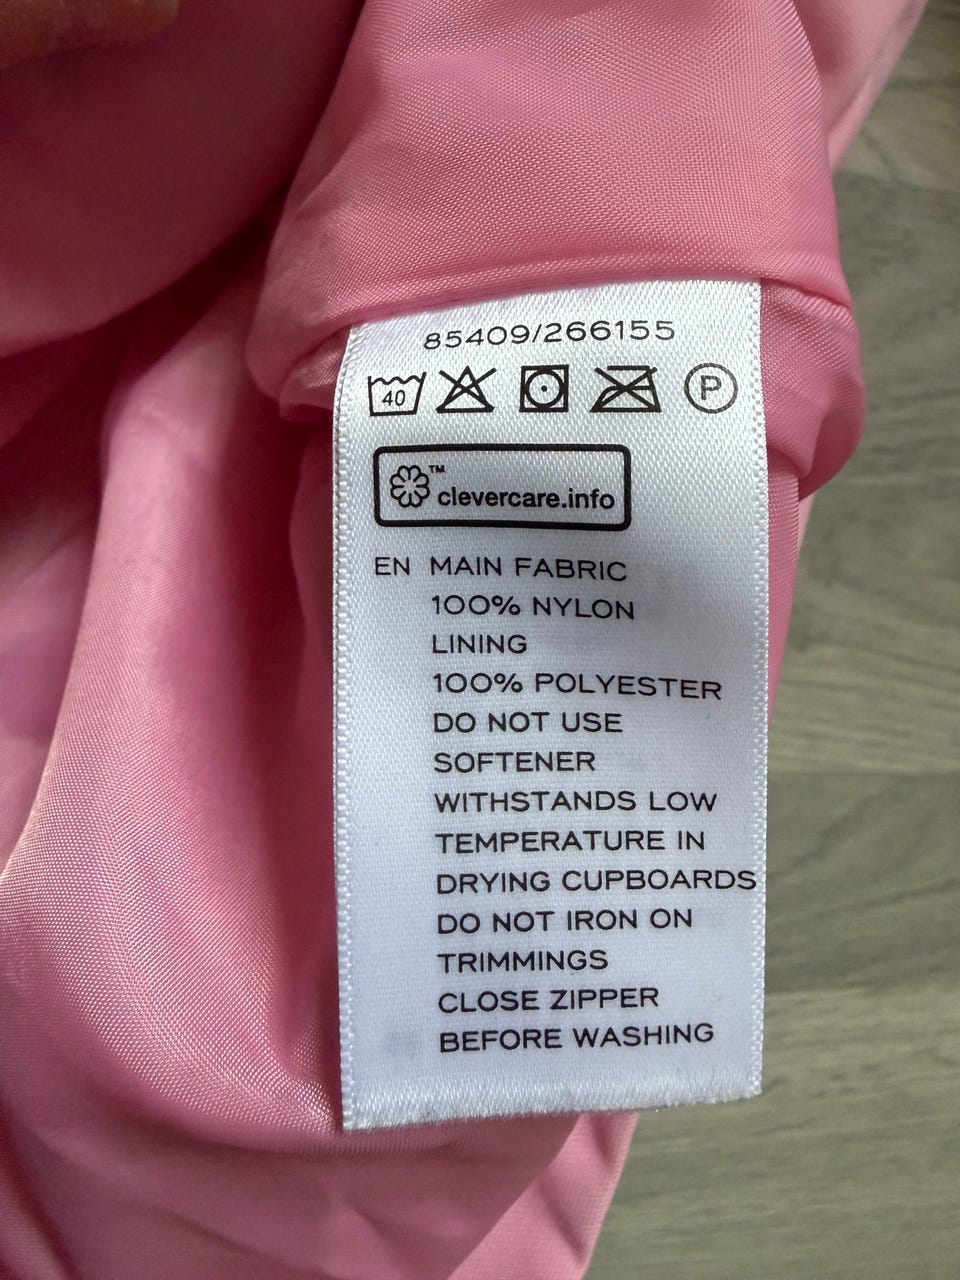 85409/266155
40 P
™ clevercare.info
EN MAIN FABRIC
100% NYLON
LINING
100% POLYESTER
DO NOT USE
SOFTENER
WITHSTANDS LOW
TEMPERATURE IN
DRYING CUPBOARDS
DO NOT IRON ON
TRIMMINGS
CLOSE ZIPPER
BEFORE WASHING